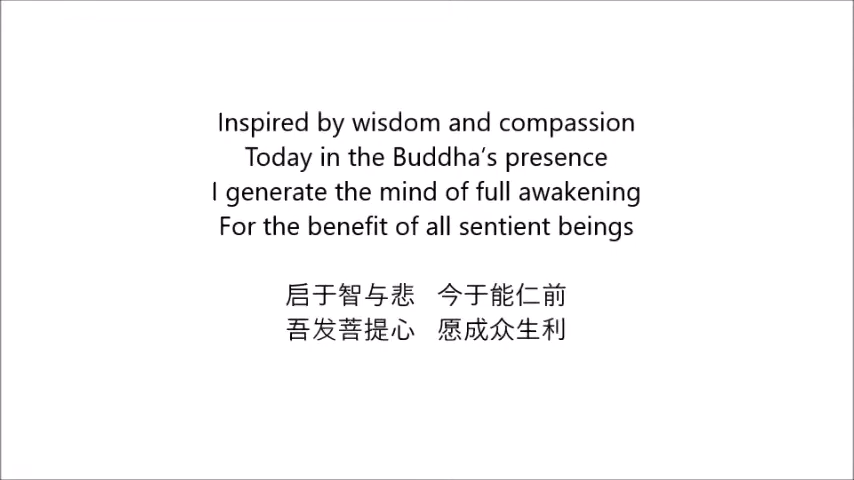 Inspired by wisdom and compassion
Today in the Buddha’s presence
I generate the mind of full awakening
For the benefit of all sentient beings
启于智与悲 今于能仁前
吾发菩提心 愿成众生利